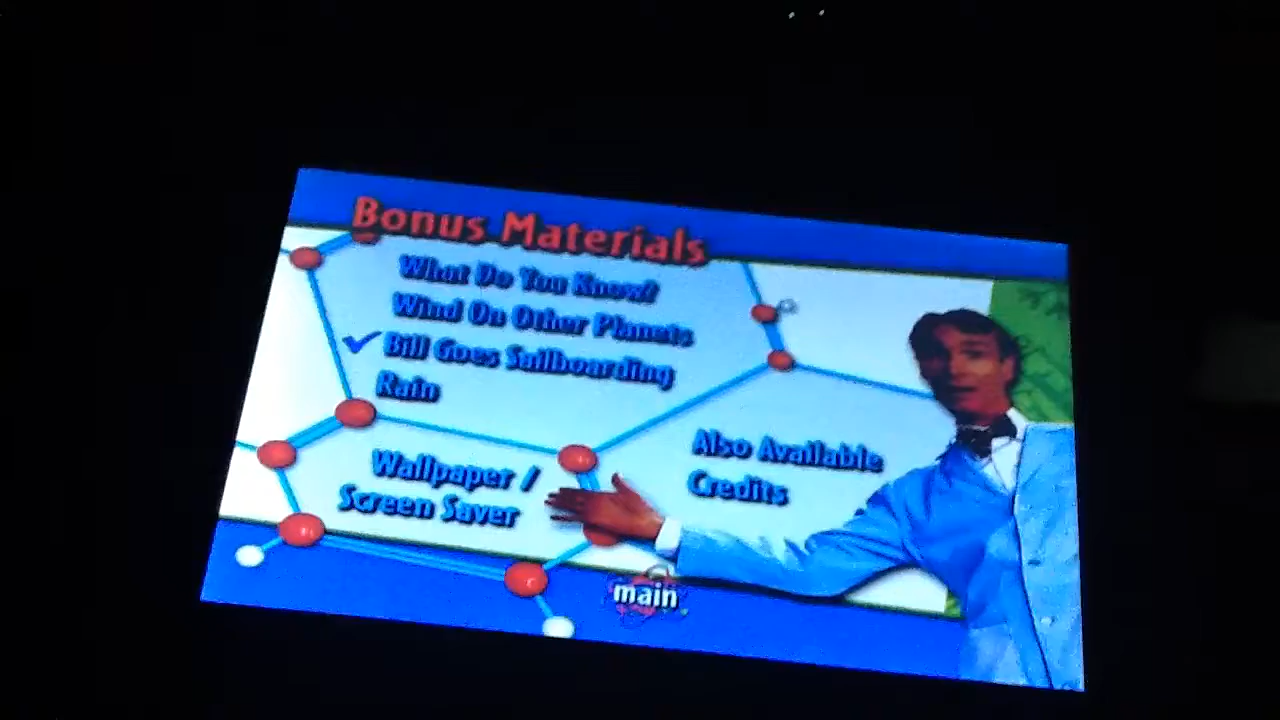 Bonus Materials
What Do You Know?
Wind On Other Planets
Bill Goes Sailboarding
Rain
Wallpaper /
Screen Saver
Also Available
Credits
main